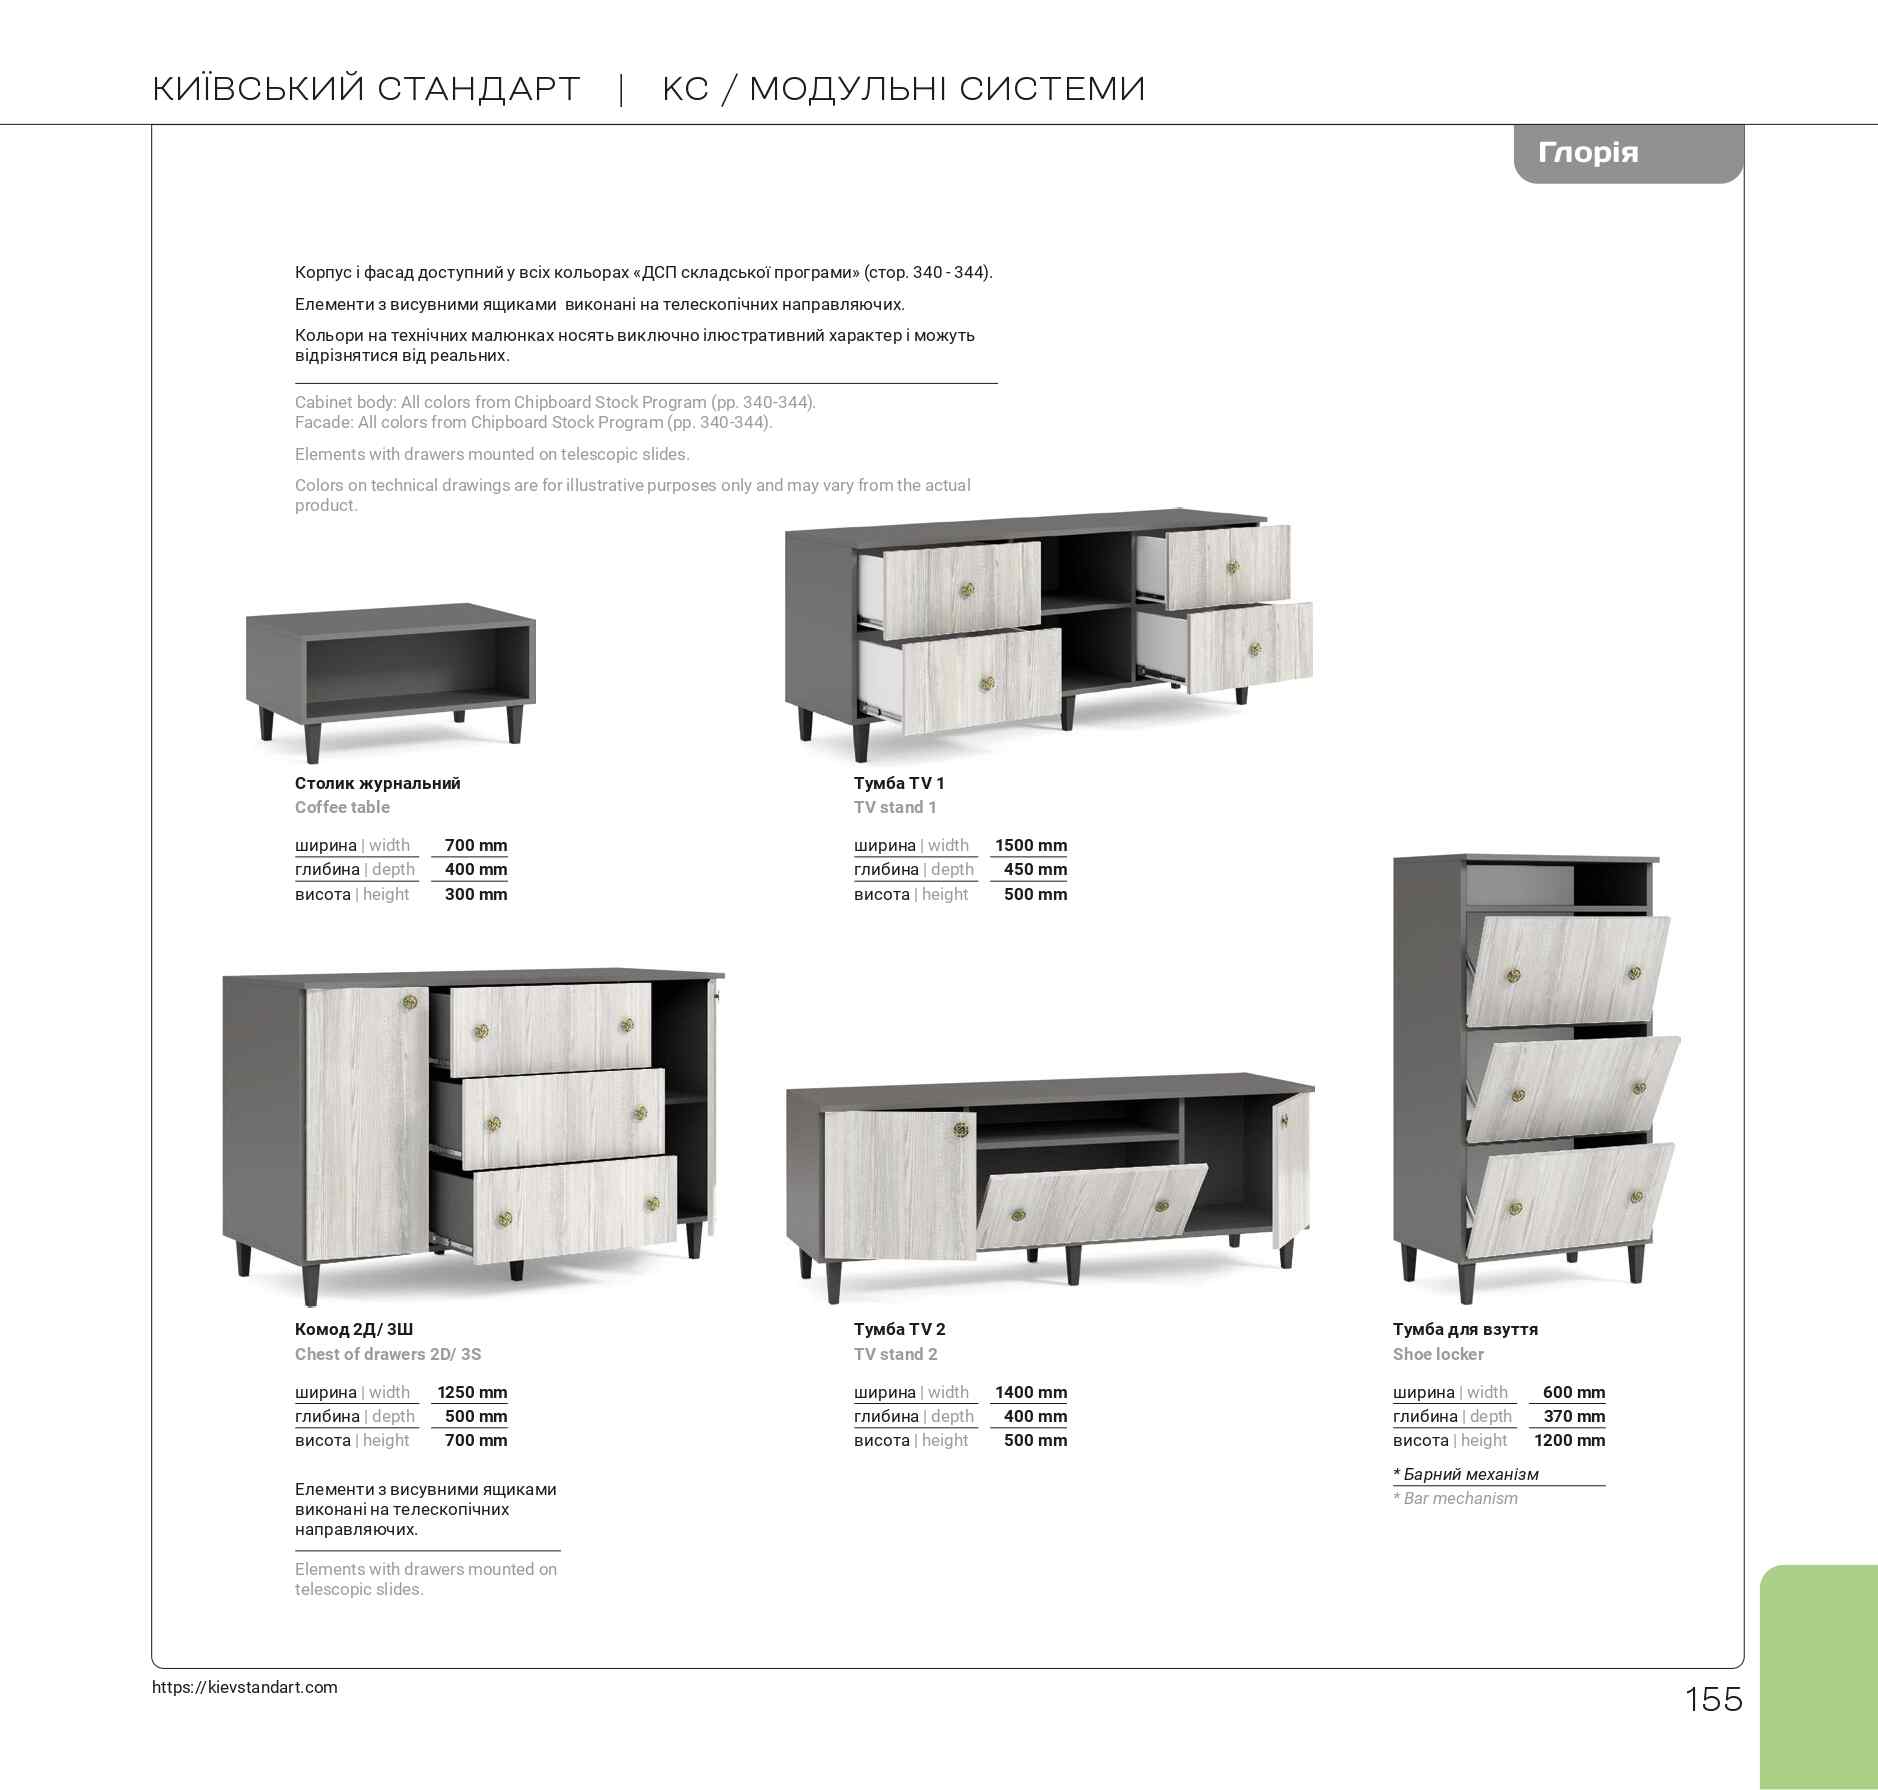 КИЇВСЬКИЙ СТАНДАРТ | КС / МОДУЛЬНІ СИСТЕМИ
Глорія
Корпус і фасад доступний у всіх кольорах «ДСП складської програми» (стор. 340 - 344).
Елементи з висувними ящиками виконані на телескопічних направляючих.
Кольори на технічних малюнках носять виключно ілюстративний характер і можуть
відрізнятися від реальних.
Cabinet body: All colors from Chipboard Stock Program (pp. 340-344).
Facade: All colors from Chipboard Stock Program (pp. 340-344).
Elements with drawers mounted on telescopic slides.
Colors on technical drawings are for illustrative purposes only and may vary from the actual
product.
Столик журнальний
Coffee table
ширина | width 700 mm
глибина | depth 400 mm
висота | height 300 mm
Тумба TV 1
TV stand 1
ширина | width 1500 mm
глибина | depth 450 mm
висота | height 500 mm
Комод 2Д/ 3Ш
Chest of drawers 2D/ 3S
ширина | width 1250 mm
глибина | depth 500 mm
висота | height 700 mm
Елементи з висувними ящиками
виконані на телескопічних
направляючих.
Elements with drawers mounted on
telescopic slides.
Тумба TV 2
TV stand 2
ширина | width 1400 mm
глибина | depth 400 mm
висота | height 500 mm
Тумба для взуття
Shoe locker
ширина | width 600 mm
глибина | depth 370 mm
висота | height 1200 mm
* Барний механізм
* Bar mechanism
https://kievstandart.com
155